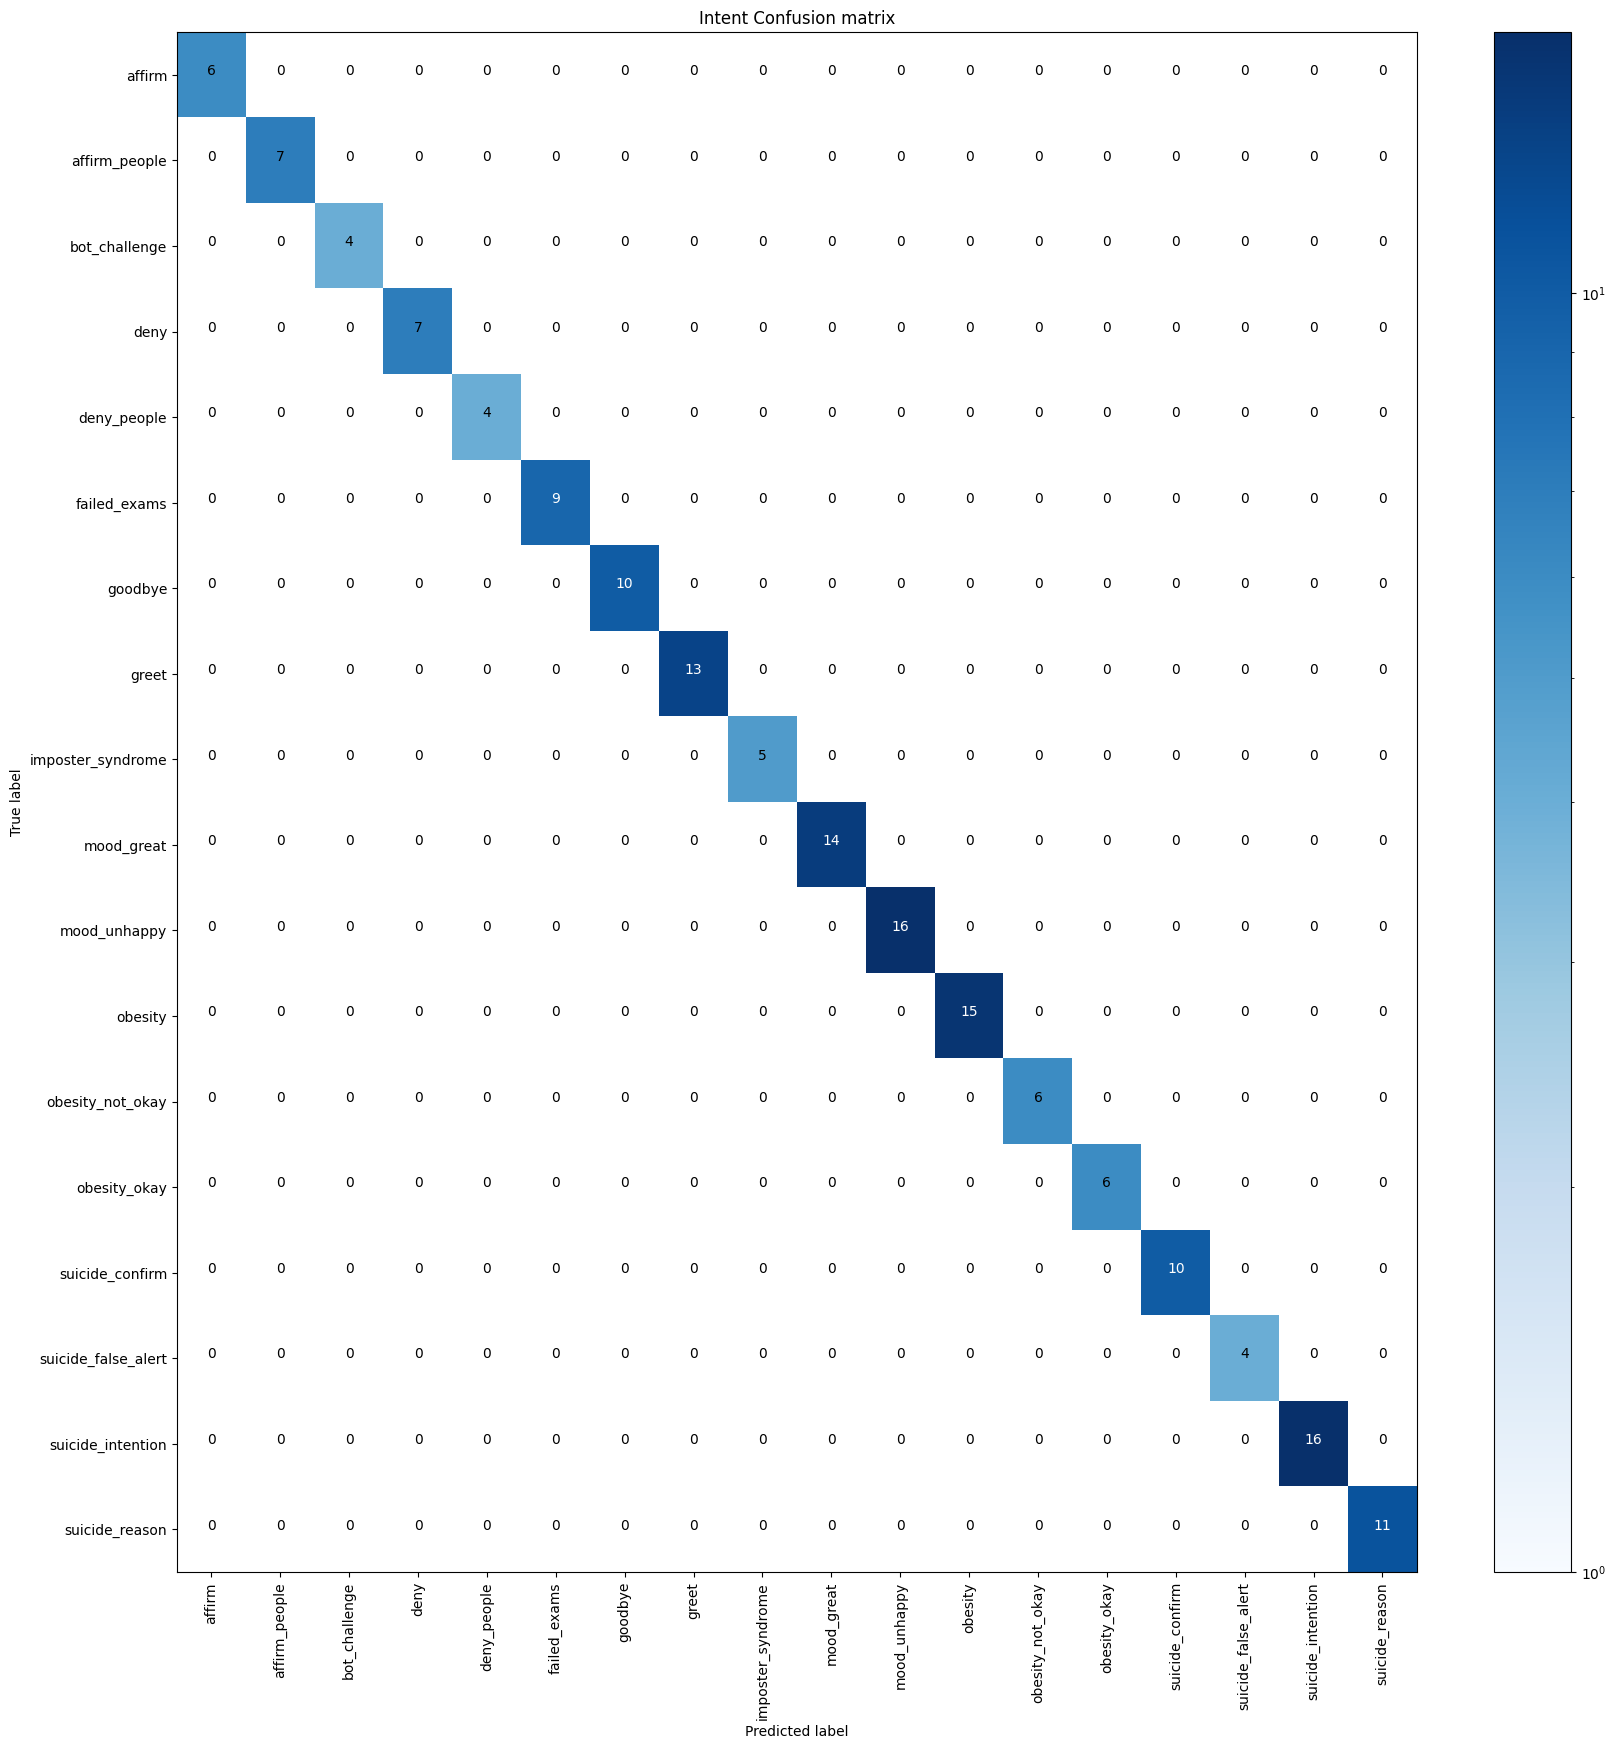 Intent Confusion matrix
affirm 6 0 0 0 0 0 0 0 0 0 0 0 0 0 0 0 0 0
affirm_people 0 7 0 0 0 0 0 0 0 0 0 0 0 0 0 0 0 0
bot_challenge 0 0 4 0 0 0 0 0 0 0 0 0 0 0 0 0 0 0
10¹
deny 0 0 0 7 0 0 0 0 0 0 0 0 0 0 0 0 0 0
deny_people 0 0 0 0 4 0 0 0 0 0 0 0 0 0 0 0 0 0
failed_exams 0 0 0 0 0 9 0 0 0 0 0 0 0 0 0 0 0 0
goodbye 0 0 0 0 0 0 10 0 0 0 0 0 0 0 0 0 0 0
greet 0 0 0 0 0 0 0 13 0 0 0 0 0 0 0 0 0 0
imposter_syndrome 0 0 0 0 0 0 0 0 5 0 0 0 0 0 0 0 0 0
True label
mood_great 0 0 0 0 0 0 0 0 0 14 0 0 0 0 0 0 0 0
mood_unhappy 0 0 0 0 0 0 0 0 0 0 16 0 0 0 0 0 0 0
obesity 0 0 0 0 0 0 0 0 0 0 0 15 0 0 0 0 0 0
obesity_not_okay 0 0 0 0 0 0 0 0 0 0 0 0 6 0 0 0 0 0
obesity_okay 0 0 0 0 0 0 0 0 0 0 0 0 0 6 0 0 0 0
suicide_confirm 0 0 0 0 0 0 0 0 0 0 0 0 0 0 10 0 0 0
suicide_false_alert 0 0 0 0 0 0 0 0 0 0 0 0 0 0 0 4 0 0
suicide_intention 0 0 0 0 0 0 0 0 0 0 0 0 0 0 0 0 16 0
suicide_reason 0 0 0 0 0 0 0 0 0 0 0 0 0 0 0 0 0 11
10⁰
affirm
affirm_people
bot_challenge
deny
deny_people
failed_exams
goodbye
greet
imposter_syndrome
mood_great
mood_unhappy
obesity
obesity_not_okay
obesity_okay
suicide_confirm
suicide_false_alert
suicide_intention
suicide_reason
Predicted label